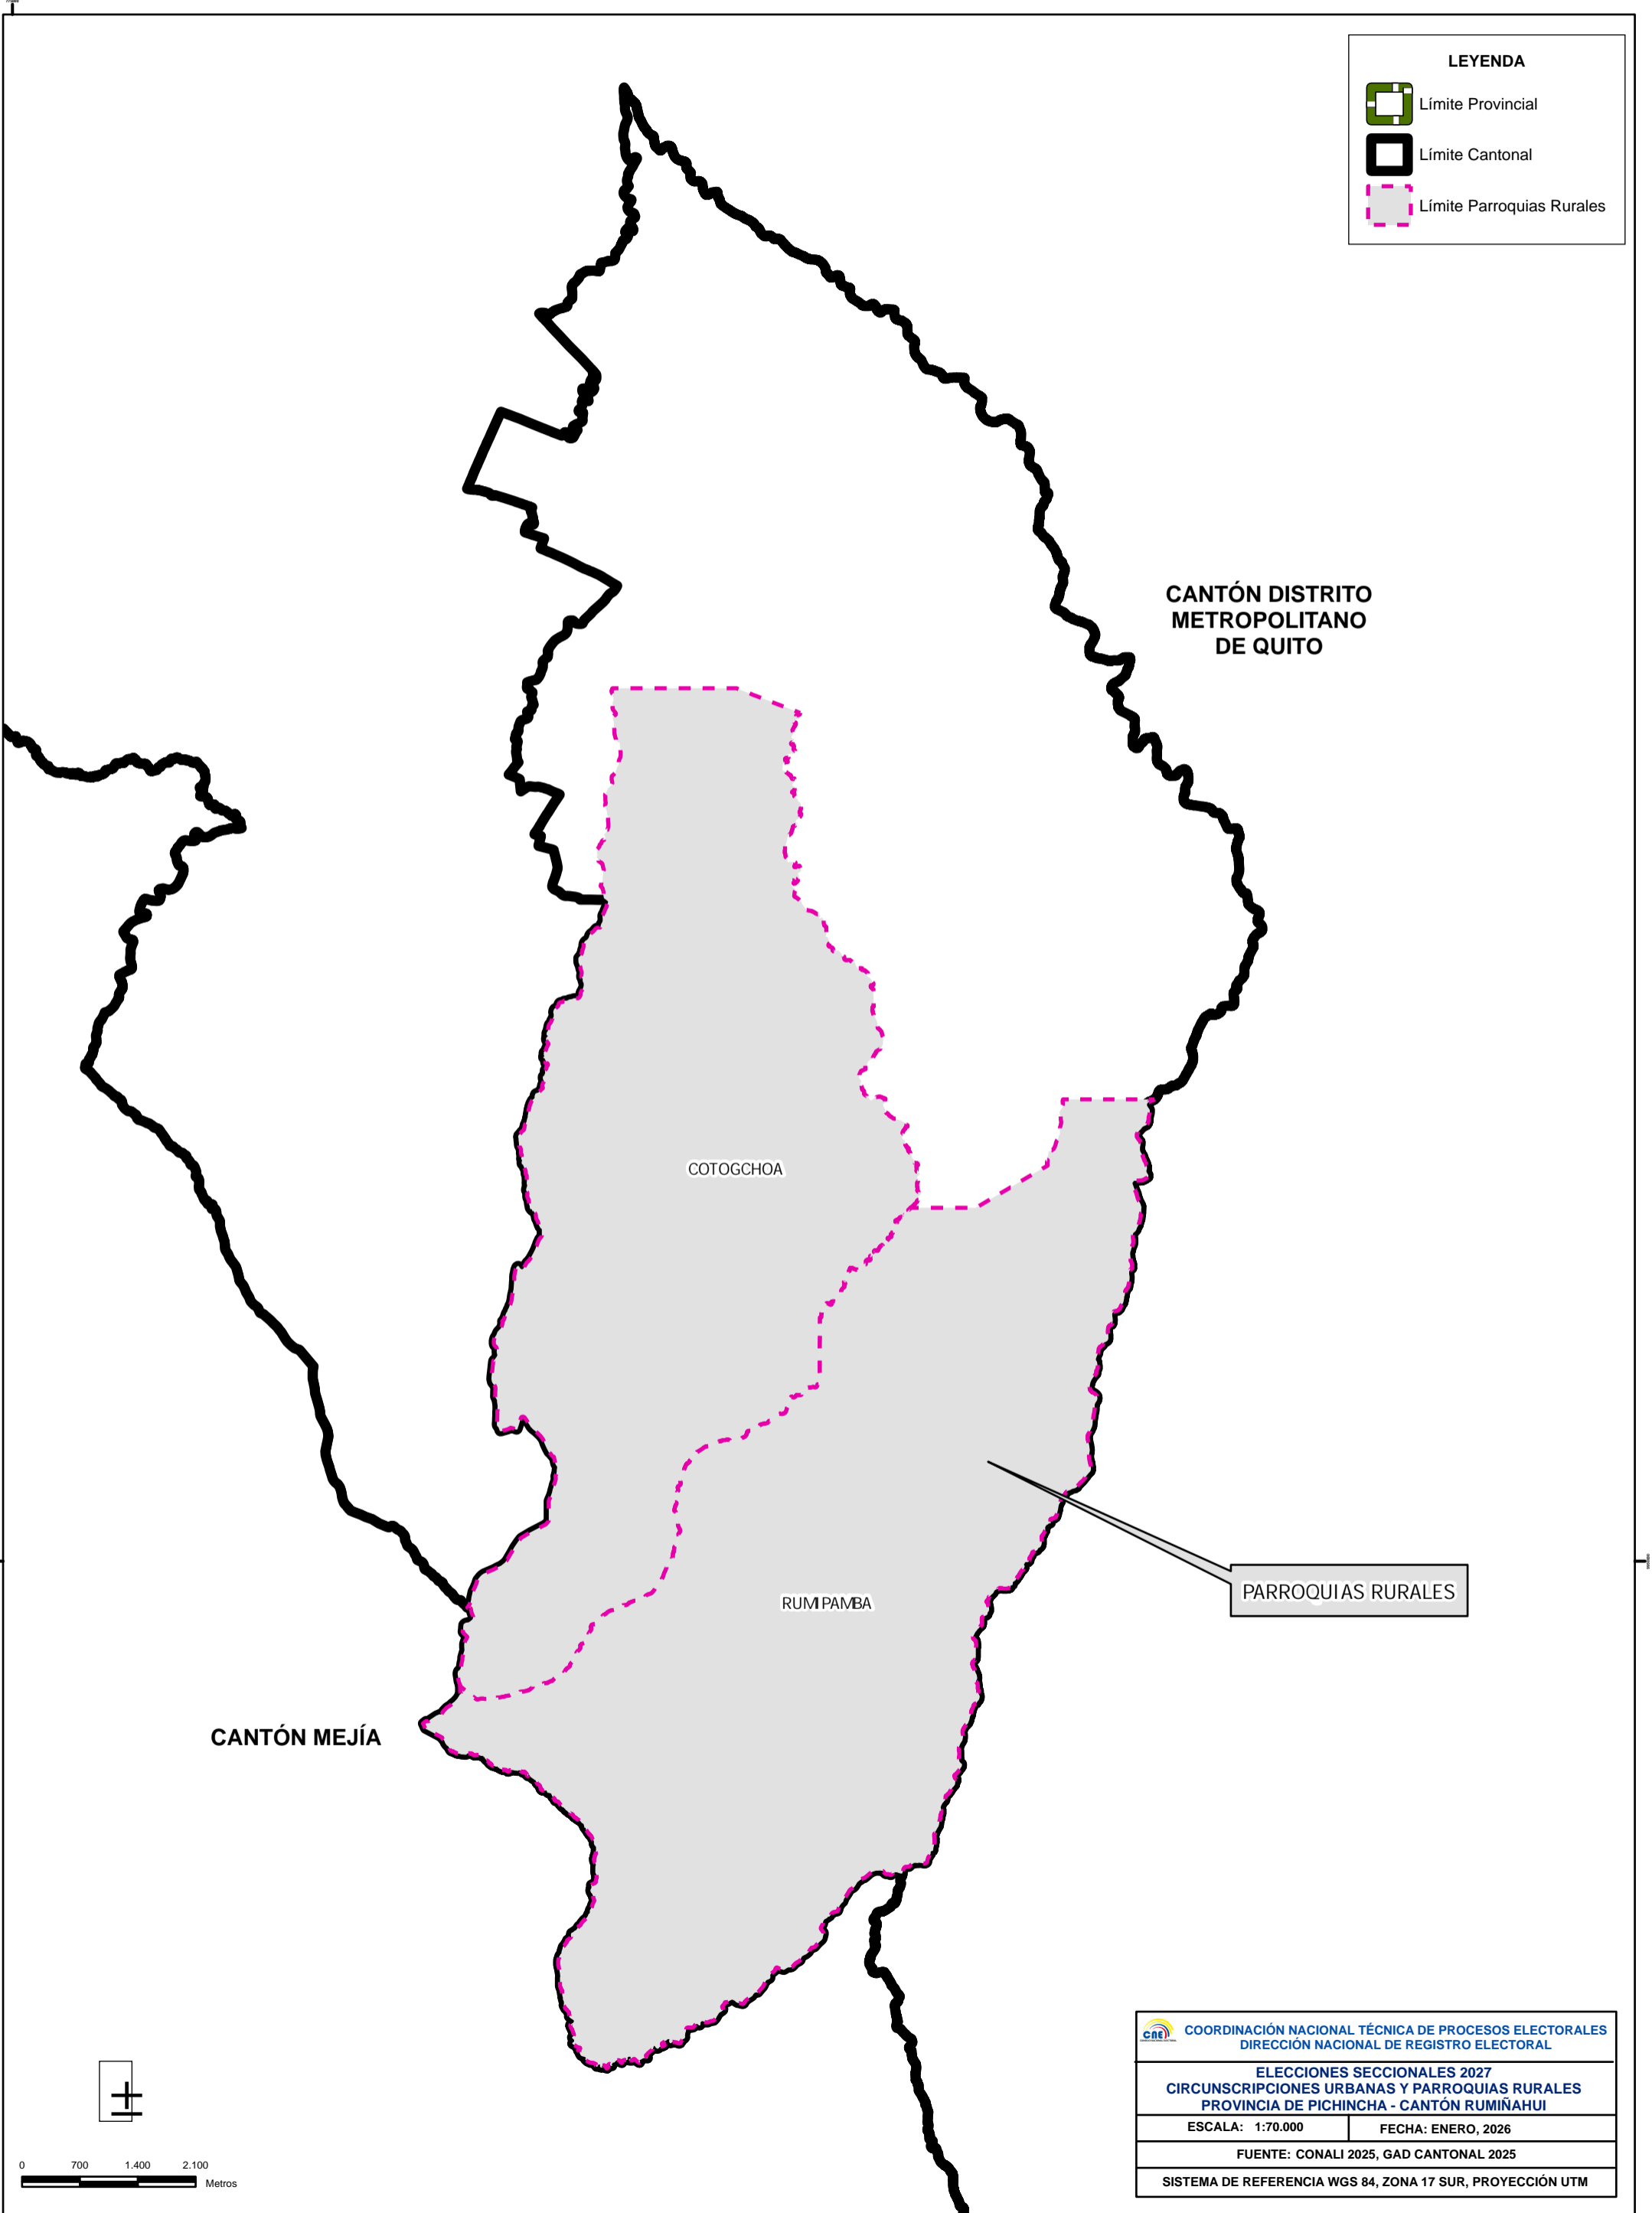 LEYENDA
Límite Provincial
Límite Cantonal
Límite Parroquias Rurales
CANTÓN DISTRITO
METROPOLITANO
DE QUITO
COTOGCHOA
RUMIPAMBA
PARROQUIAS RURALES
CANTÓN MEJÍA
0 700 1.400 2.100
Metros
CNE
COORDINACIÓN NACIONAL TÉCNICA DE PROCESOS ELECTORALES
DIRECCIÓN NACIONAL DE REGISTRO ELECTORAL
ELECCIONES SECCIONALES 2027
CIRCUNSCRIPCIONES URBANAS Y PARROQUIAS RURALES
PROVINCIA DE PICHINCHA - CANTÓN RUMIÑAHUI
ESCALA: 1:70.000
FECHA: ENERO, 2026
FUENTE: CONALI 2025, GAD CANTONAL 2025
SISTEMA DE REFERENCIA WGS 84, ZONA 17 SUR, PROYECCIÓN UTM